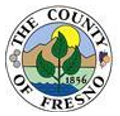 THE COUNTY
1856
OF FRESNO